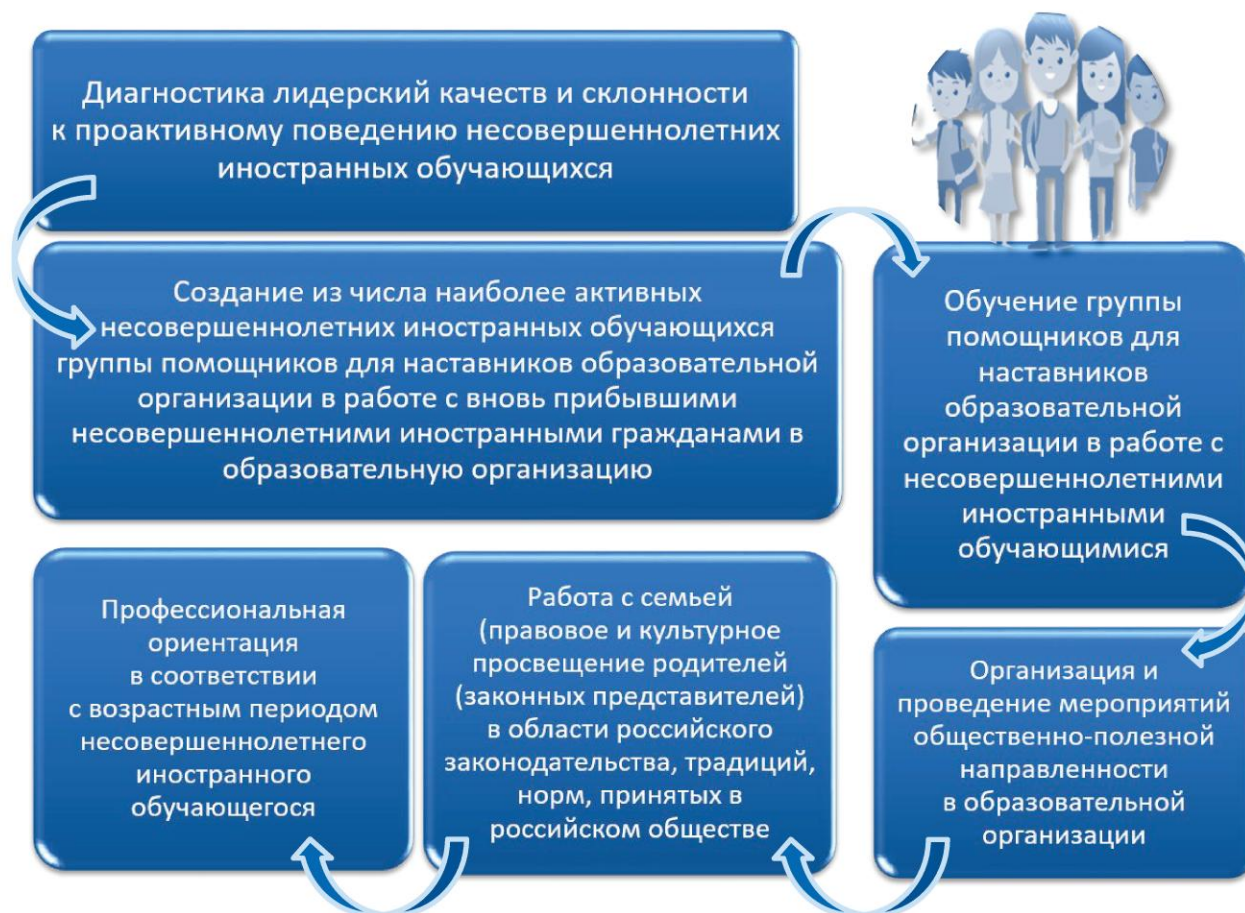 Диагностика лидерский качеств и склонности
к проактивному поведению несовершеннолетних
иностранных обучающихся
Создание из числа наиболее активных
несовершеннолетних иностранных обучающихся
группы помощников для наставников образовательной
организации в работе с вновь прибывшими
несовершеннолетними иностранными гражданами в
образовательную организацию
Обучение группы
помощников для
наставников
образовательной
организации в работе с
несовершеннолетними
иностранными
обучающимися
Организация и
проведение мероприятий
общественно-полезной
направленности
в образовательной
организации
Работа с семьей
(правовое и культурное
просвещение родителей
(законных представителей)
в области российского
законодательства, традиций,
норм, принятых в
российском обществе
Профессиональная
ориентация
в соответствии
с возрастным периодом
несовершеннолетнего
иностранного
обучающегося